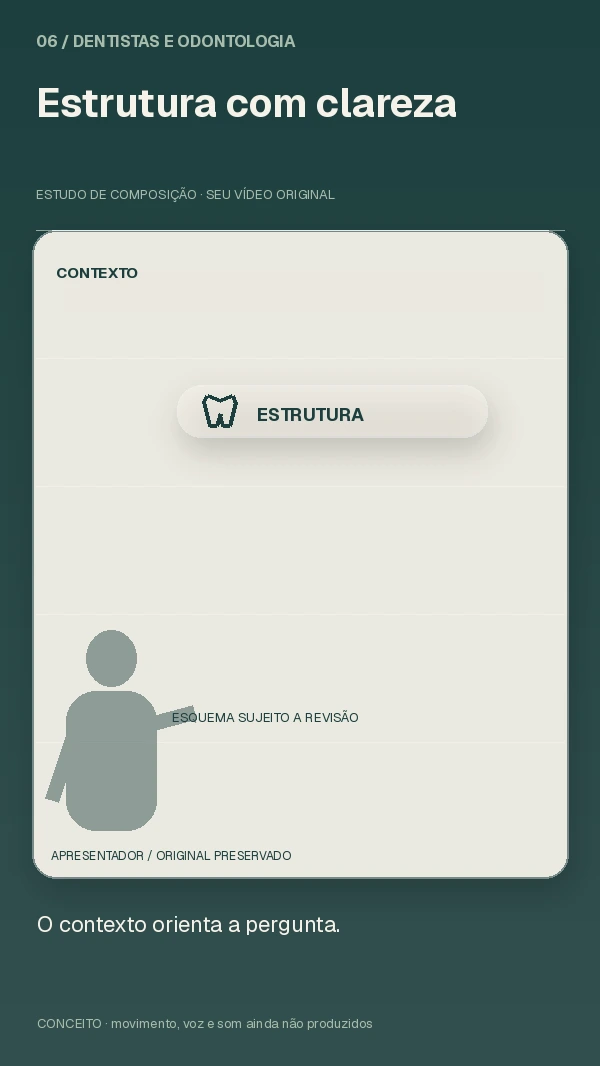 06 / DENTISTAS E ODONTOLOGIA
Estrutura com clareza
ESTUDO DE COMPOSIÇÃO · SEU VÍDEO ORIGINAL
CONTEXTO
ESTRUTURA
ESQUEMA SUJEITO A REVISÃO
APRESENTADOR / ORIGINAL PRESERVADO
O contexto orienta a pergunta.
CONCEITO · movimento, voz e som ainda não produzidos